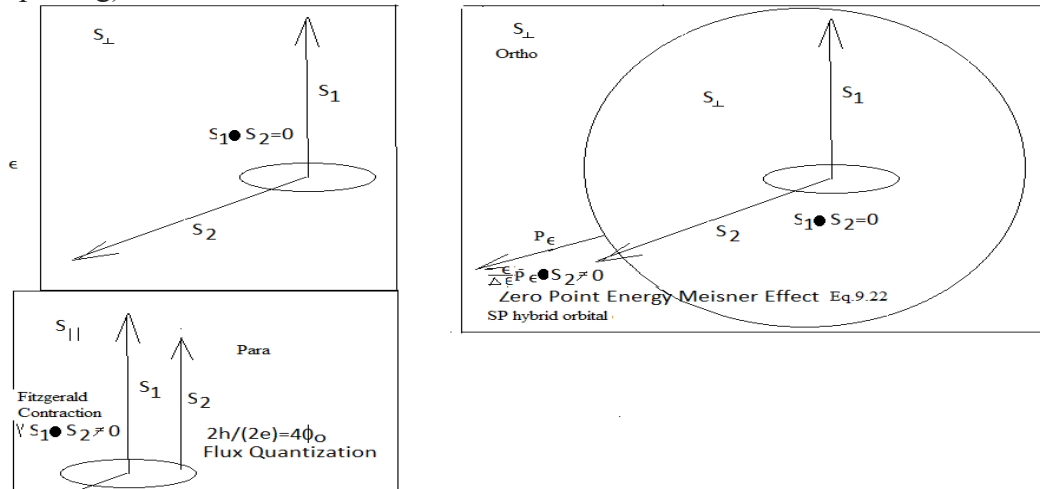 S⊥
S1
S1●S2=0
ϵ
S2
S||
Para
S1
S2
Fitzgerald
Contraction
γ S1●S2≠0
2h/(2e)=4ϕo
Flux Quantization
S⊥
Ortho
S⊥
S1
S2
S1●S2=0
Pϵ
ϵ/Δϵ Pϵ●S2≠0
Zero Point Energy Meisner Effect Eq.9.22
SP hybrid orbital